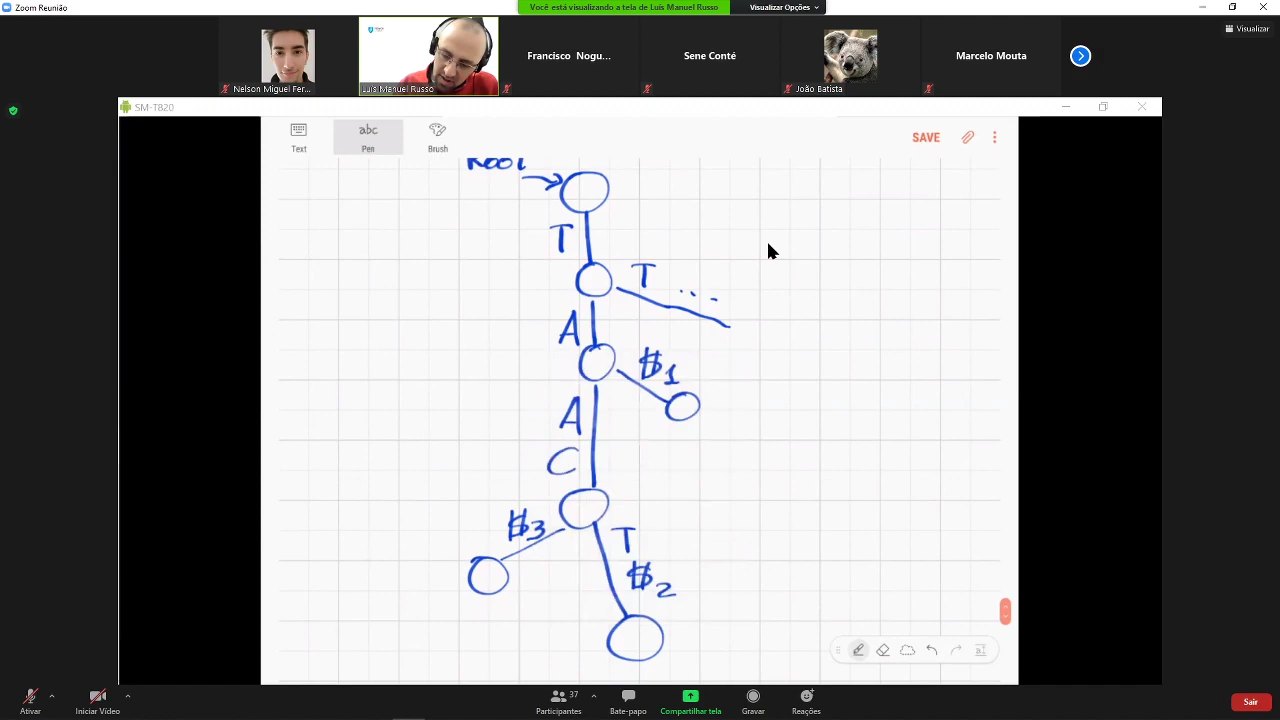 Zoom Reunião
Você está visualizando a tela de Luís Manuel Russo
Visualizar Opções
Visualizar
Nelson Miguel Fer...
Luís Manuel Russo
Francisco Nogu...
Sene Conté
João Batista
Marcelo Mouta
SM-T820
Text
abc
Pen
Brush
SAVE
Root
T
T ...
A
$1
A
C
$3
T
$2
Ativar
Iniciar Vídeo
37
Participantes
Bate-papo
Compartilhar tela
Gravar
Reações
Sair